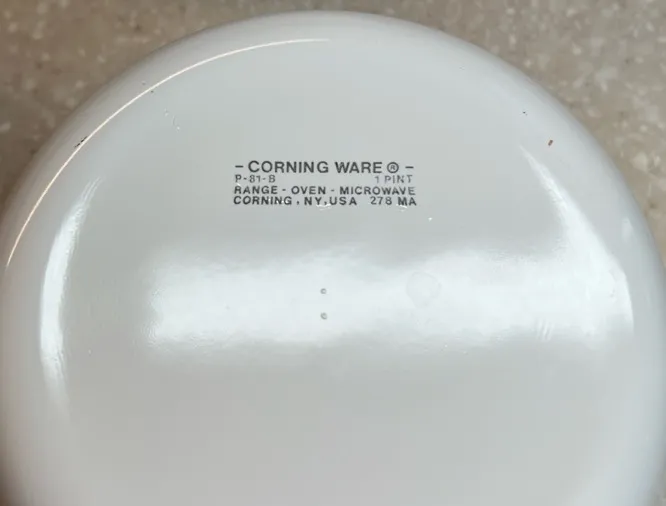 - CORNING WARE ® -
P-81-B 1 PINT
RANGE - OVEN - MICROWAVE
CORNING, NY, USA 278 MA